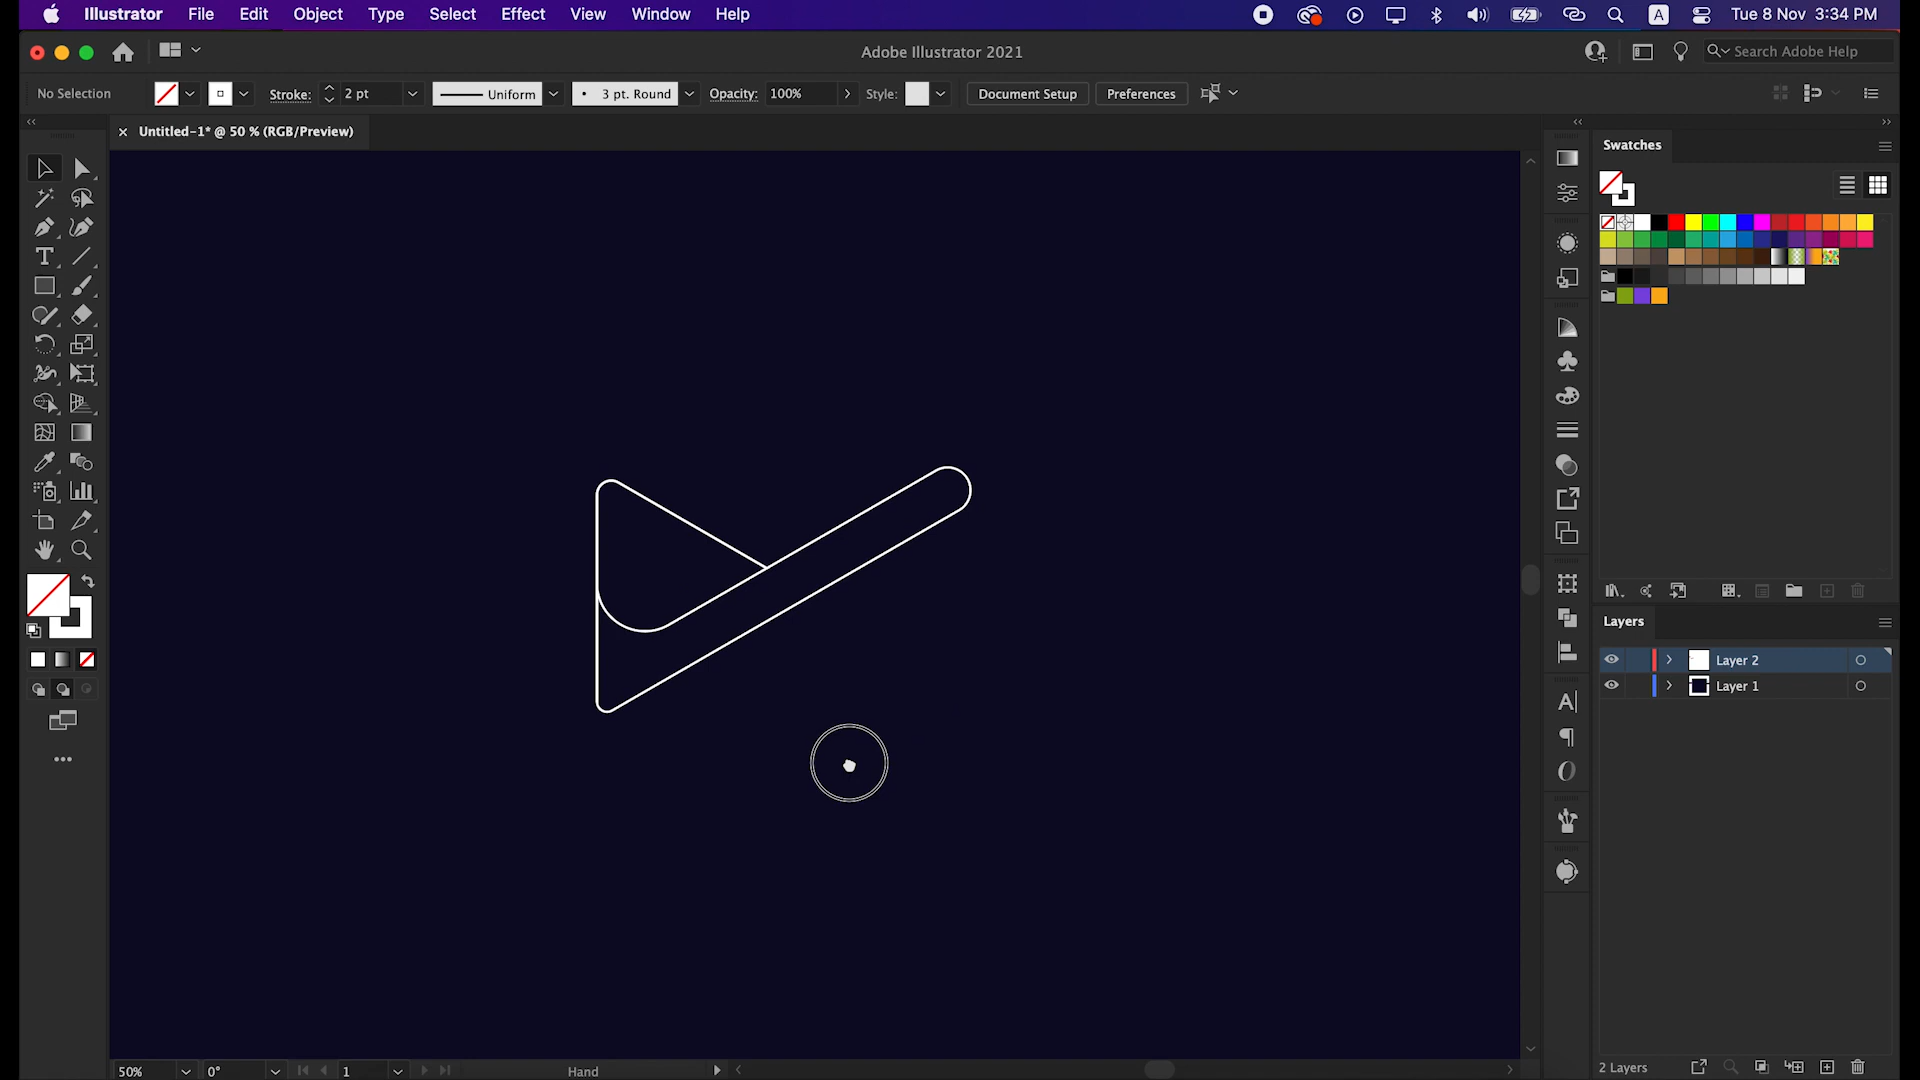 Illustrator File Edit Object Type Select Effect View Window Help A Tue 8 Nov 3:34 PM
Adobe Illustrator 2021 Search Adobe Help
No Selection Stroke: 2 pt Uniform 3 pt. Round Opacity: 100% Style: Document Setup Preferences
Untitled-1* @ 50 % (RGB/Preview)
Swatches
Layers
Layer 2
Layer 1
50% 0° 1 Hand
2 Layers